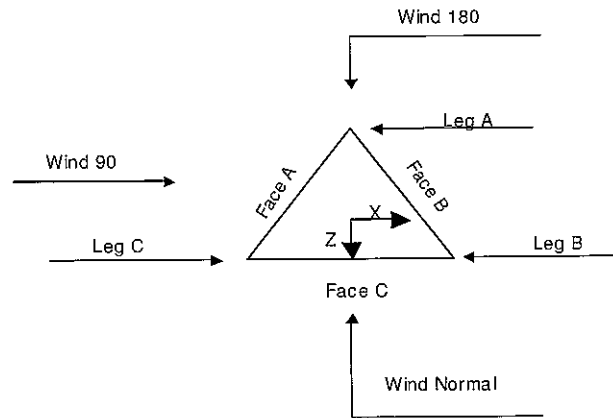 Wind 180
Leg A
Wind 90
Face A
Face B
X
Z
Leg C
Leg B
Face C
Wind Normal